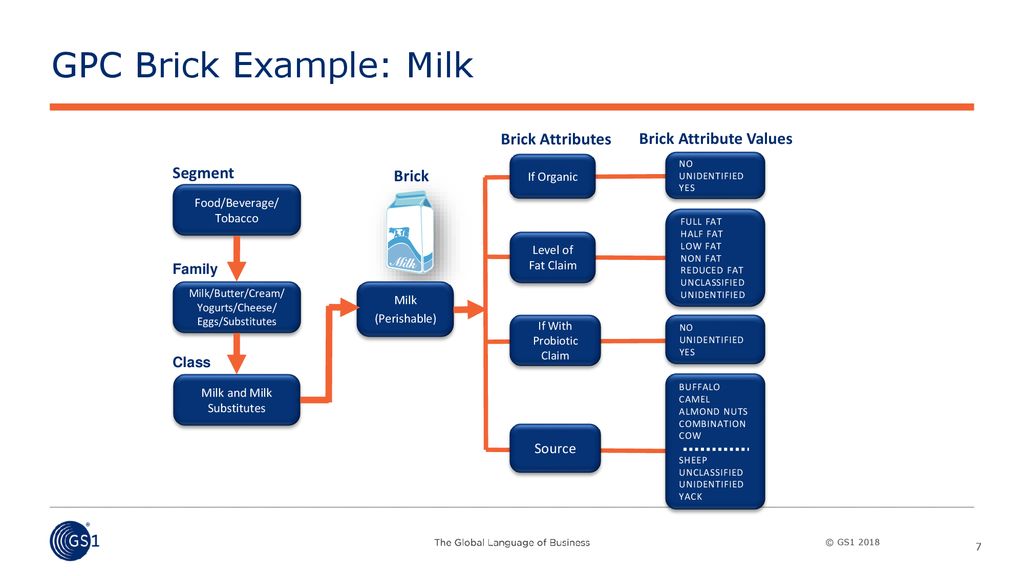 GPC Brick Example: Milk
Brick Attributes
Brick Attribute Values
Segment
Food/Beverage/
Tobacco
Family
Milk/Butter/Cream/
Yogurts/Cheese/
Eggs/Substitutes
Class
Milk and Milk
Substitutes
Brick
Milk
Milk
(Perishable)
If Organic
NO
UNIDENTIFIED
YES
Level of
Fat Claim
FULL FAT
HALF FAT
LOW FAT
NON FAT
REDUCED FAT
UNCLASSIFIED
UNIDENTIFIED
If With
Probiotic
Claim
NO
UNIDENTIFIED
YES
Source
BUFFALO
CAMEL
ALMOND NUTS
COMBINATION
COW
SHEEP
UNCLASSIFIED
UNIDENTIFIED
YACK
GS1
®
The Global Language of Business
© GS1 2018
7